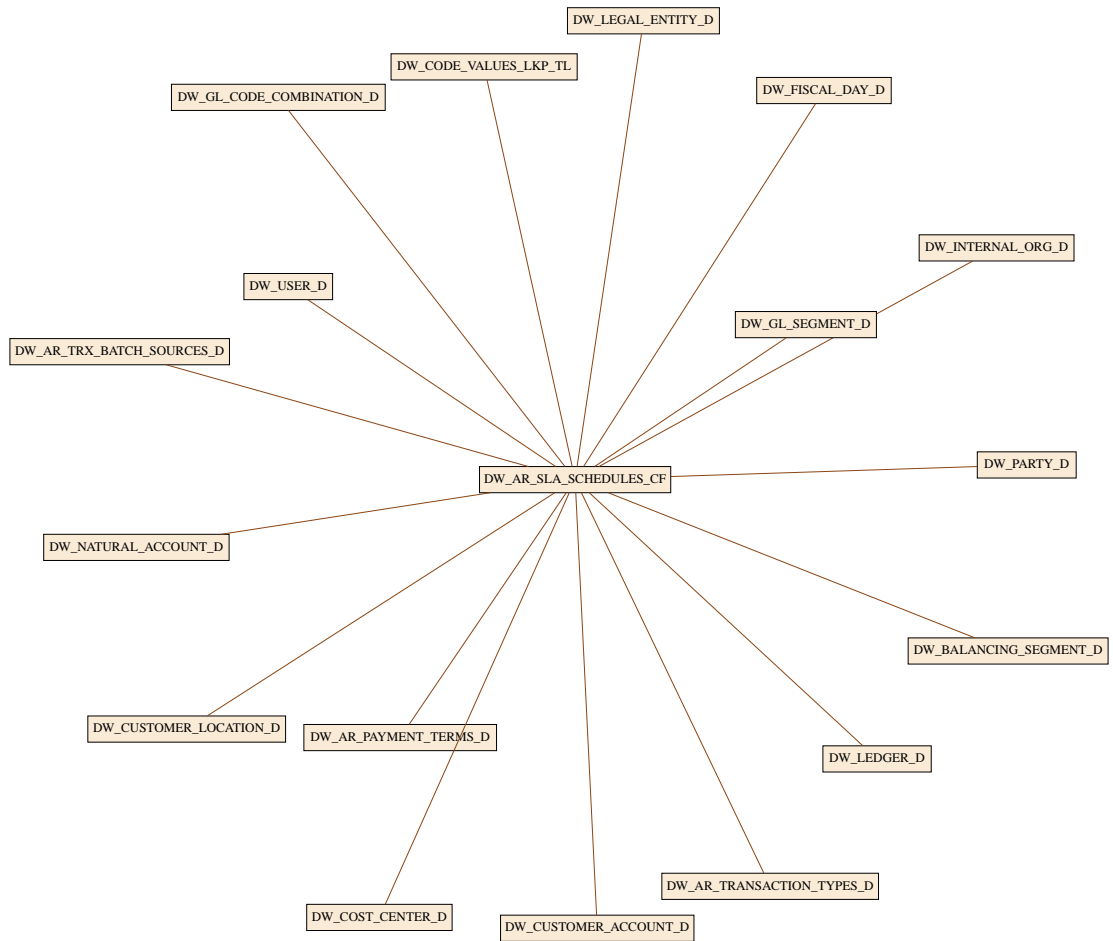 DW_LEGAL_ENTITY_D
DW_CODE_VALUES_LKP_TL
DW_FISCAL_DAY_D
DW_GL_CODE_COMBINATION_D
DW_INTERNAL_ORG_D
DW_USER_D
DW_GL_SEGMENT_D
DW_AR_TRX_BATCH_SOURCES_D
DW_PARTY_D
DW_AR_SLA_SCHEDULES_CF
DW_NATURAL_ACCOUNT_D
DW_BALANCING_SEGMENT_D
DW_CUSTOMER_LOCATION_D
DW_AR_PAYMENT_TERMS_D
DW_LEDGER_D
DW_AR_TRANSACTION_TYPES_D
DW_COST_CENTER_D
DW_CUSTOMER_ACCOUNT_D